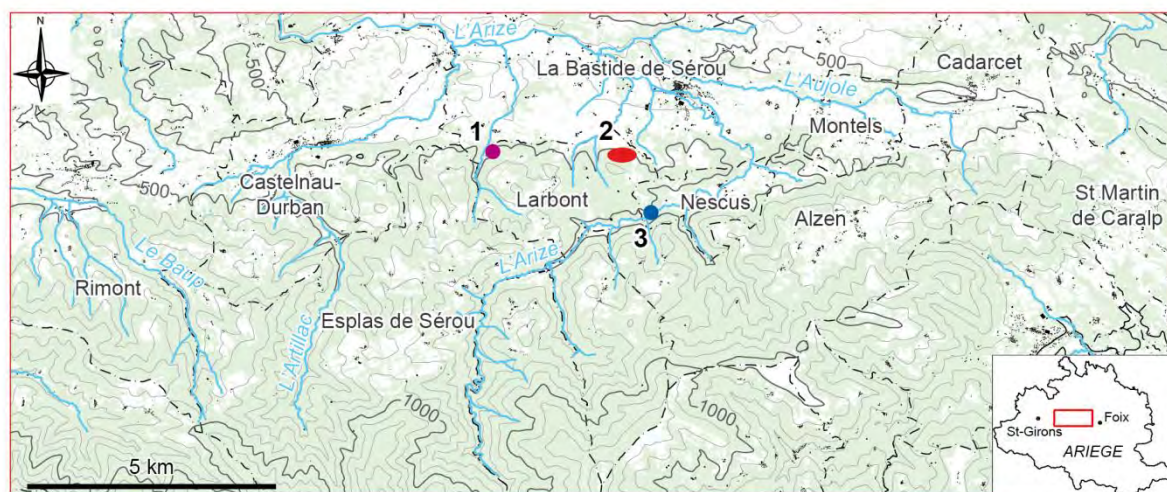 N
L'Arize
500
500
La Bastide de Sérou
Cadarcet
L'Aujole
Montels
1
2
500
Castelnau-
Durban
Larbont
Nescus
Alzen
St Martin
de Caralp
3
Le Baup
L'Arize
Rimont
L'Artillac
Esplas de Sérou
1000
1000
5 km
St-Girons
Foix
ARIEGE